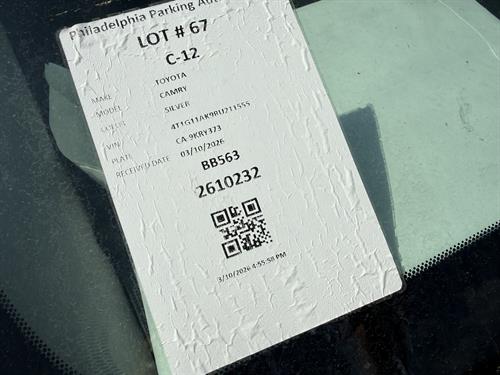 Philadelphia Parking Aut
LOT # 67
C-12
MAKE TOYOTA
MODEL CAMRY
COLOR SILVER
VIN 4T1G11AK9RU211555
PLATE CA-9KRY373
RECEIVED DATE 03/10/2026
BB563
2610232
3/10/2026 4:55:58 PM